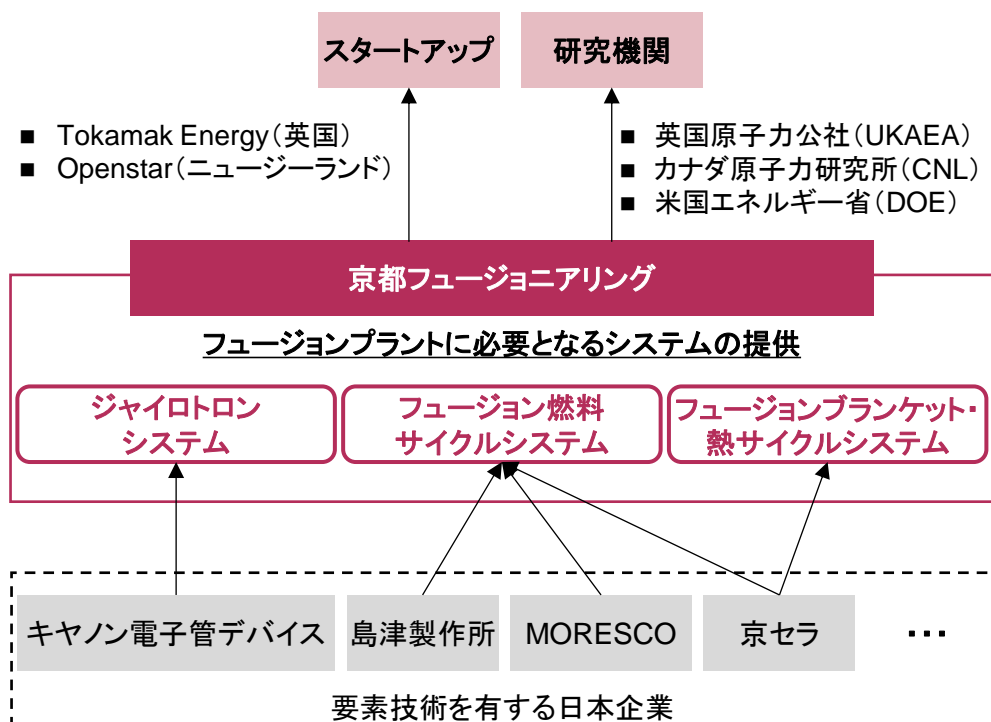 スタートアップ
研究機関
■ Tokamak Energy(英国)
■ Openstar(ニュージーランド)
■ 英国原子力公社(UKAEA)
■ カナダ原子力研究所(CNL)
■ 米国エネルギー省(DOE)
京都フュージョニアリング
フュージョンプラントに必要となるシステムの提供
ジャイロトロン
システム
フュージョン燃料
サイクルシステム
フュージョンブランケット・
熱サイクルシステム
キヤノン電子管デバイス
島津製作所
MORESCO
京セラ
…
要素技術を有する日本企業